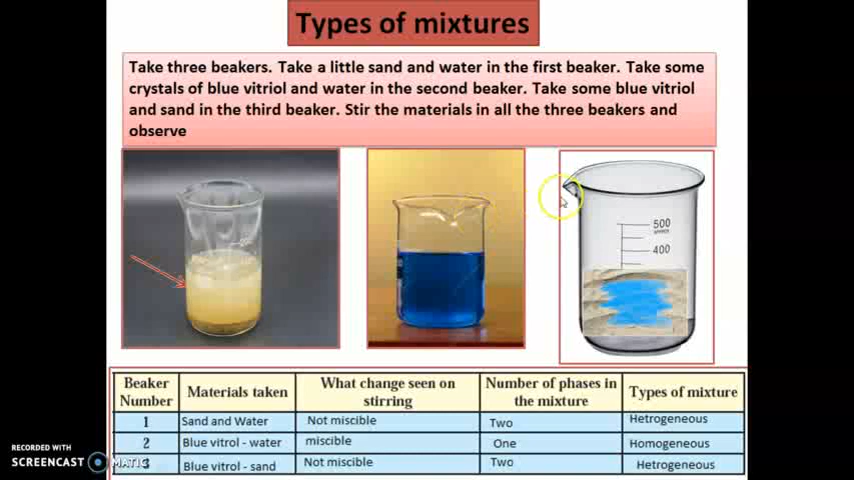 Types of mixtures
Take three beakers. Take a little sand and water in the first beaker. Take some
crystals of blue vitriol and water in the second beaker. Take some blue vitriol
and sand in the third beaker. Stir the materials in all the three beakers and
observe
500
400
Beaker Number Materials taken What change seen on stirring Number of phases in the mixture Types of mixture
1 Sand and Water Not miscible Two Hetrogeneous
2 Blue vitrol - water miscible One Homogeneous
3 Blue vitrol - sand Not miscible Two Hetrogeneous
RECORDED WITH
SCREENCAST MATIC